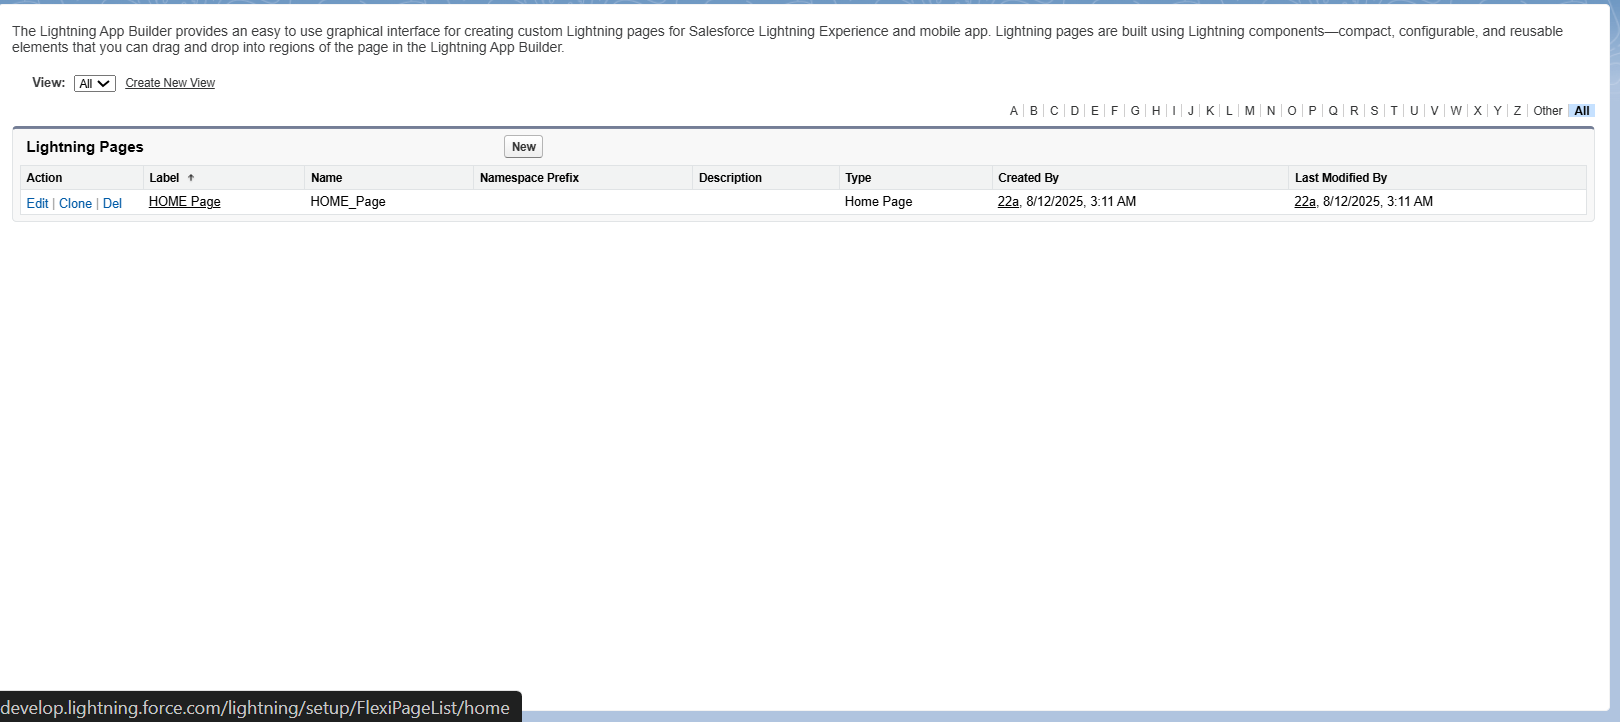 The Lightning App Builder provides an easy to use graphical interface for creating custom Lightning pages for Salesforce Lightning Experience and mobile app. Lightning pages are built using Lightning components—compact, configurable, and reusable
elements that you can drag and drop into regions of the page in the Lightning App Builder.
View: All Create New View
A | B | C | D | E | F | G | H | I | J | K | L | M | N | O | P | Q | R | S | T | U | V | W | X | Y | Z | Other | All
Lightning Pages New
Action Label ↑ Name Namespace Prefix Description Type Created By Last Modified By
Edit | Clone | Del HOME Page HOME_Page Home Page 22a, 8/12/2025, 3:11 AM 22a, 8/12/2025, 3:11 AM
develop.lightning.force.com/lightning/setup/FlexiPageList/home